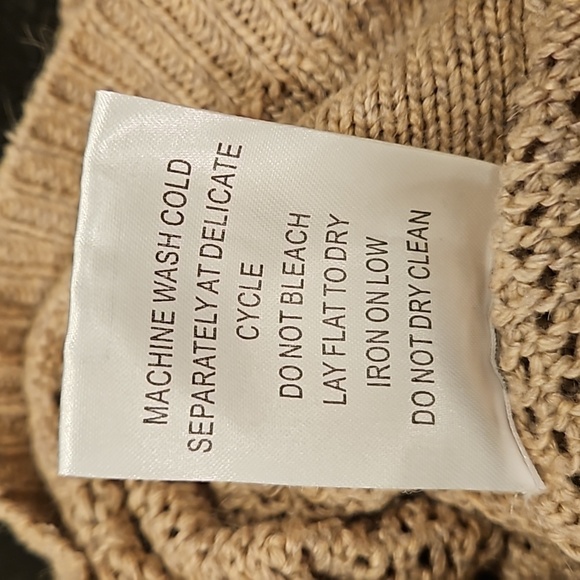 MACHINE WASH COLD
SEPARATELY AT DELICATE
CYCLE
DO NOT BLEACH
LAY FLAT TO DRY
IRON ON LOW
DO NOT DRY CLEAN